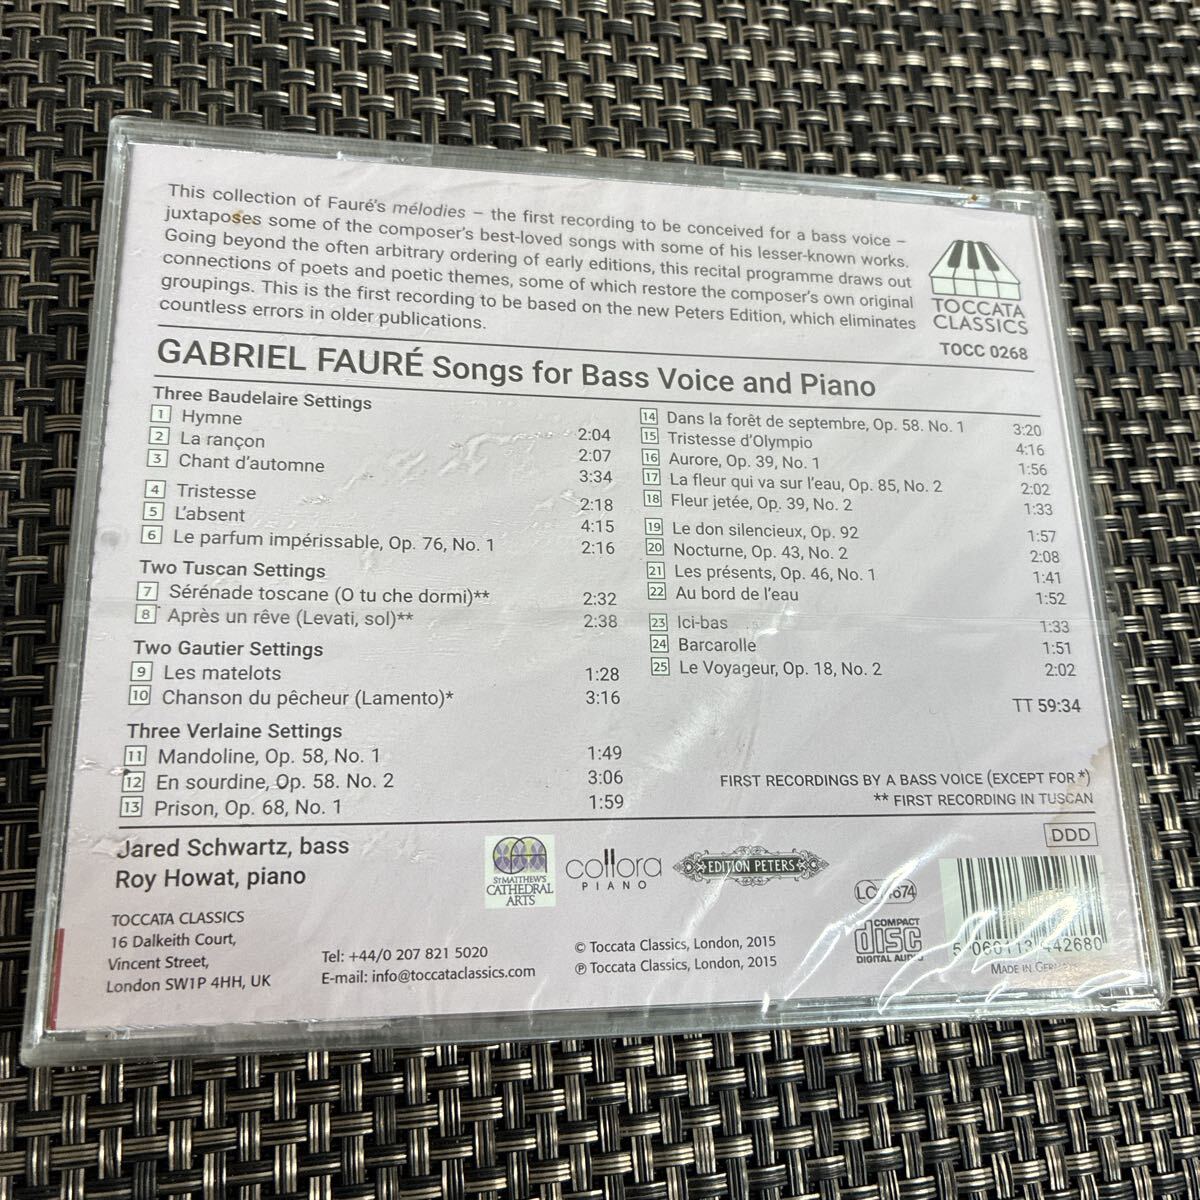 This collection of Fauré's mélodies – the first recording to be conceived for a bass voice –
juxtaposes some of the composer's best-loved songs with some of his lesser-known works.
Going beyond the often arbitrary ordering of early editions, this recital programme draws out
connections of poets and poetic themes, some of which restore the composer's own original
groupings. This is the first recording to be based on the new Peters Edition, which eliminates
countless errors in older publications.
TOCCATA
CLASSICS
TOCC 0268
GABRIEL FAURÉ Songs for Bass Voice and Piano
Three Baudelaire Settings
1 Hymne 2:04
2 La rançon 2:07
3 Chant d'automne 3:34
4 Tristesse 2:18
5 L'absent 4:15
6 Le parfum impérissable, Op. 76, No. 1 2:16
Two Tuscan Settings
7 Sérénade toscane (O tu che dormi)** 2:32
8 Après un rêve (Levati, sol)** 2:38
Two Gautier Settings
9 Les matelots 1:28
10 Chanson du pêcheur (Lamento)* 3:16
Three Verlaine Settings
11 Mandoline, Op. 58, No. 1 1:49
12 En sourdine, Op. 58. No. 2 3:06
13 Prison, Op. 68, No. 1 1:59
14 Dans la forêt de septembre, Op. 58. No. 1 3:20
15 Tristesse d'Olympio 4:16
16 Aurore, Op. 39, No. 1 1:56
17 La fleur qui va sur l'eau, Op. 85, No. 2 2:02
18 Fleur jetée, Op. 39, No. 2 1:33
19 Le don silencieux, Op. 92 1:57
20 Nocturne, Op. 43, No. 2 2:08
21 Les présents, Op. 46, No. 1 1:41
22 Au bord de l'eau 1:52
23 Ici-bas 1:33
24 Barcarolle 1:51
25 Le Voyageur, Op. 18, No. 2 2:02
TT 59:34
FIRST RECORDINGS BY A BASS VOICE (EXCEPT FOR *)
** FIRST RECORDING IN TUSCAN
Jared Schwartz, bass
Roy Howat, piano
ST MATTHEW'S
CATHEDRAL
ARTS
collora
PIANO
EDITION PETERS
DDD
TOCCATA CLASSICS
16 Dalkeith Court,
Vincent Street,
London SW1P 4HH, UK
Tel: +44/0 207 821 5020
E-mail: info@toccataclassics.com
© Toccata Classics, London, 2015
℗ Toccata Classics, London, 2015
COMPACT
disc
DIGITAL AUDIO
5 060113 442680
MADE IN